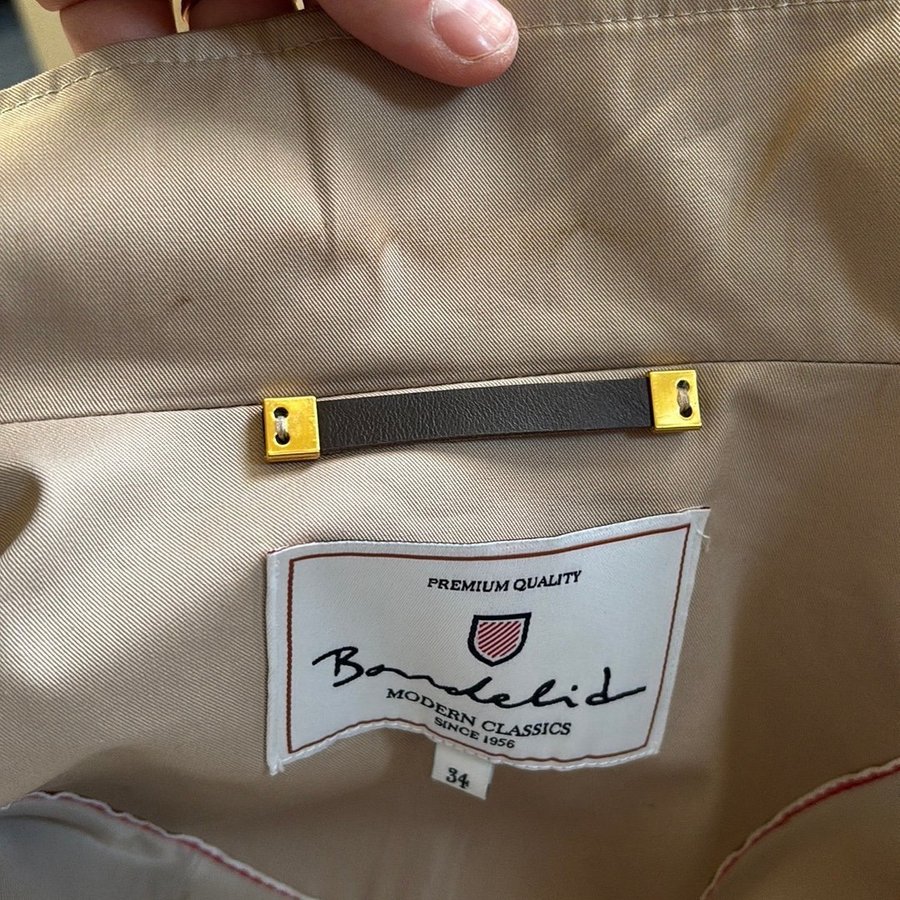 PREMIUM QUALITY
Bondelid
MODERN CLASSICS
SINCE 1956
34